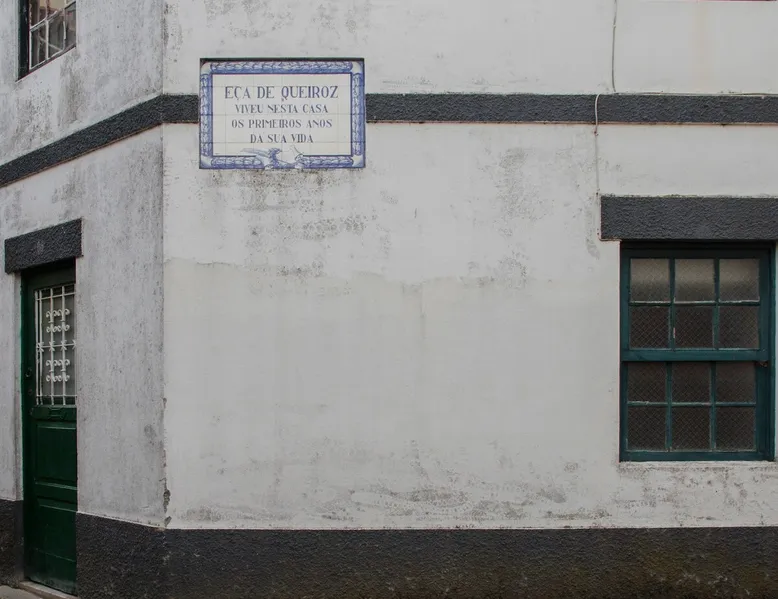 EÇA DE QUEIROZ
VIVEU NESTA CASA
OS PRIMEIROS ANOS
DA SUA VIDA